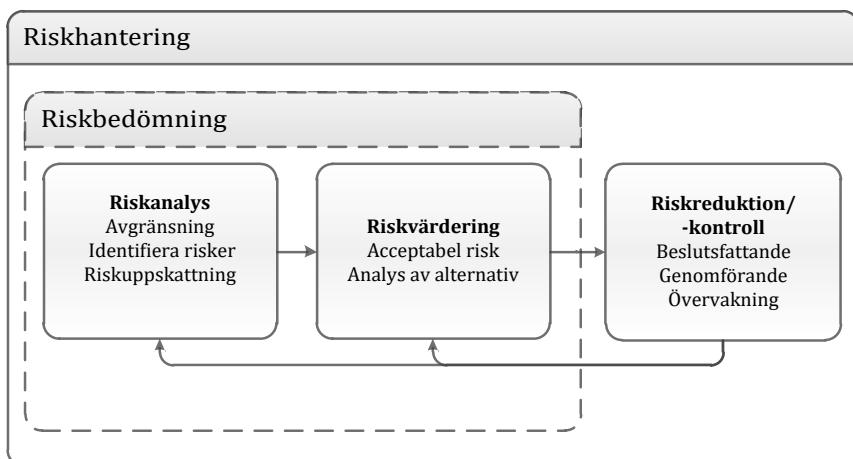 Riskhantering
Riskbedömning
Riskanalys
Avgränsning
Identifiera risker
Riskuppskattning
Riskvärdering
Acceptabel risk
Analys av alternativ
Riskreduktion/
-kontroll
Beslutsfattande
Genomförande
Övervakning